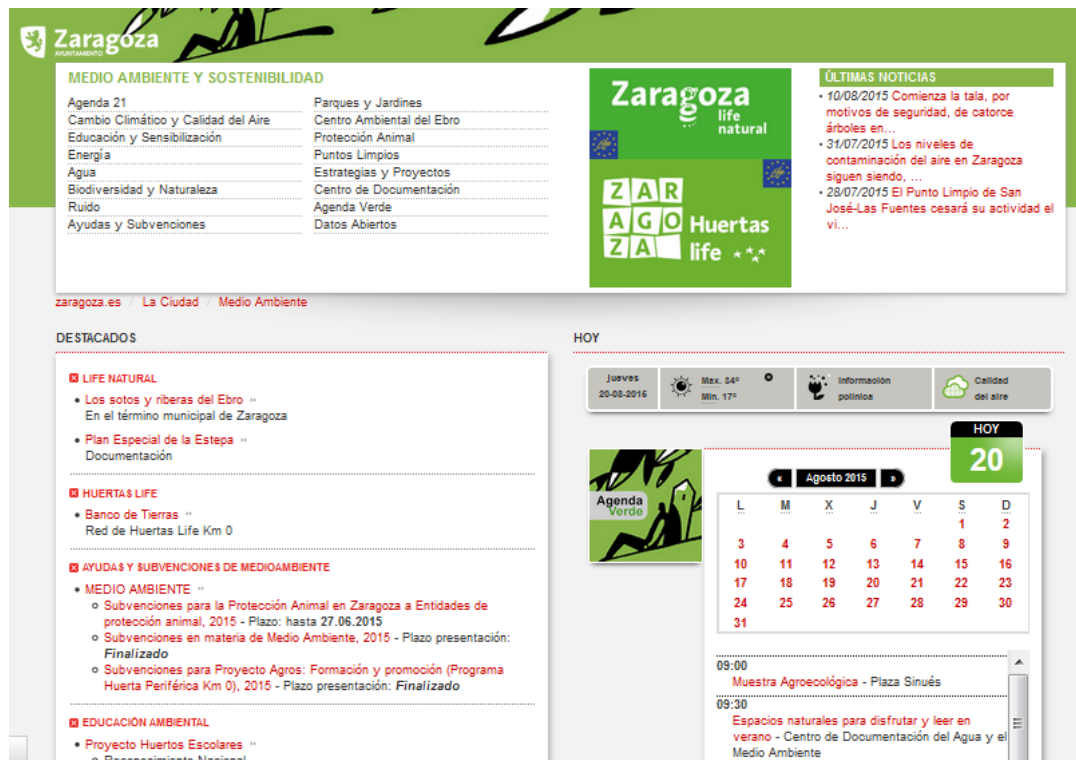 Zaragoza
AYUNTAMIENTO
MEDIO AMBIENTE Y SOSTENIBILIDAD
Agenda 21
Cambio Climático y Calidad del Aire
Educación y Sensibilización
Energía
Agua
Biodiversidad y Naturaleza
Ruido
Ayudas y Subvenciones
Parques y Jardines
Centro Ambiental del Ebro
Protección Animal
Puntos Limpios
Estrategias y Proyectos
Centro de Documentación
Agenda Verde
Datos Abiertos
Zaragoza
life
natural
ZAR
AGO
ZA
Huertas
life
ÚLTIMAS NOTICIAS
10/08/2015 Comienza la tala, por
motivos de seguridad, de catorce
árboles en...
31/07/2015 Los niveles de
contaminación del aire en Zaragoza
siguen siendo, ...
28/07/2015 El Punto Limpio de San
José-Las Fuentes cesará su actividad el
vi...
zaragoza.es / La Ciudad / Medio Ambiente
DESTACADOS
LIFE NATURAL
• Los sotos y riberas del Ebro »
En el término municipal de Zaragoza
• Plan Especial de la Estepa »
Documentación
HUERTAS LIFE
• Banco de Tierras »
Red de Huertas Life Km 0
AYUDAS Y SUBVENCIONES DE MEDIOAMBIENTE
• MEDIO AMBIENTE »
Subvenciones para la Protección Animal en Zaragoza a Entidades de
protección animal, 2015 - Plazo: hasta 27.06.2015
Subvenciones en materia de Medio Ambiente, 2015 - Plazo presentación:
Finalizado
Subvenciones para Proyecto Agros: Formación y promoción (Programa
Huerta Periférica Km 0), 2015 - Plazo presentación: Finalizado
EDUCACIÓN AMBIENTAL
• Proyecto Huertos Escolares »
Reconocimiento Nacional
HOY
Jueves
20-08-2015
Max. 34º
Min. 17º
Información
polínica
Calidad
del aire
HOY
20
Agenda
Verde
« Agosto 2015 »
L M X J V S D
1 2
3 4 5 6 7 8 9
10 11 12 13 14 15 16
17 18 19 20 21 22 23
24 25 26 27 28 29 30
31
09:00
Muestra Agroecológica - Plaza Sinués
09:30
Espacios naturales para disfrutar y leer en
verano - Centro de Documentación del Agua y el
Medio Ambiente